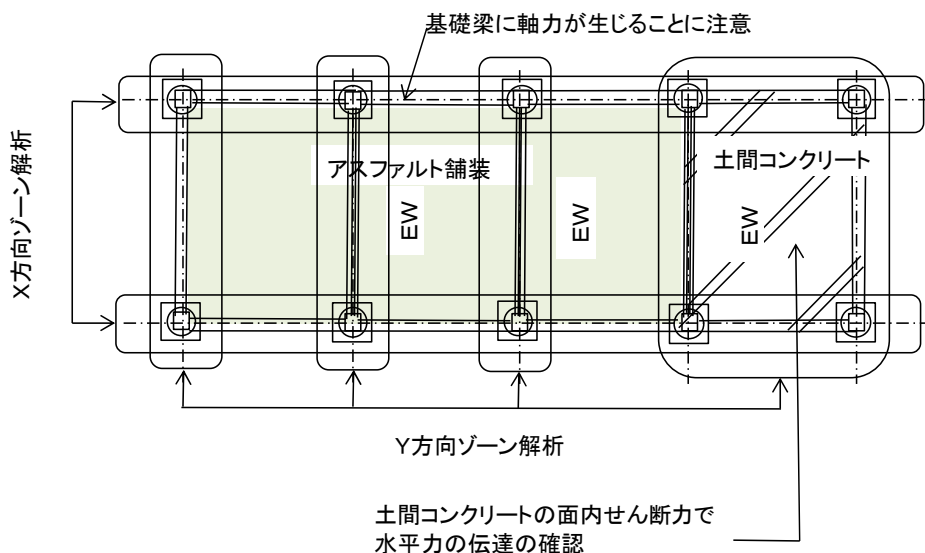 基礎梁に軸力が生じることに注意
X方向ゾーン解析
アスファルト舗装
土間コンクリート
EW
EW
EW
Y方向ゾーン解析
土間コンクリートの面内せん断力で
水平力の伝達の確認